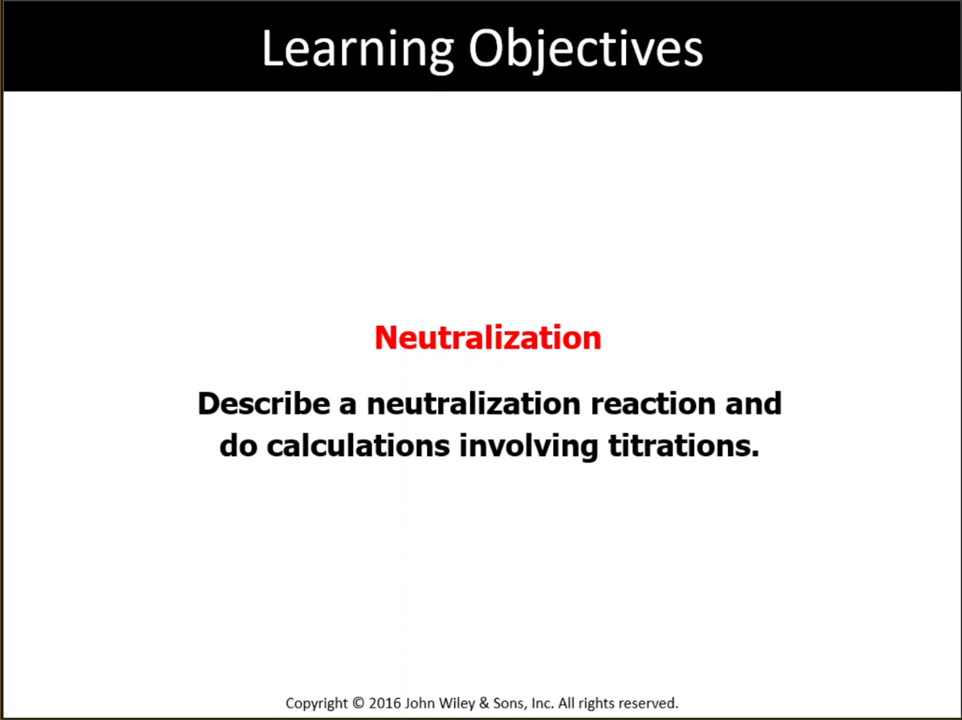 Learning Objectives
Neutralization
Describe a neutralization reaction and
do calculations involving titrations.
Copyright © 2016 John Wiley & Sons, Inc. All rights reserved.